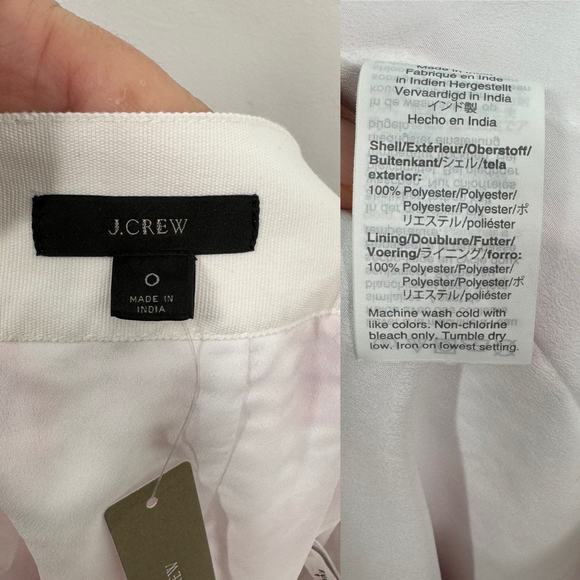 J.CREW
0
MADE IN
INDIA
Made in India
Fabriqué en Inde
in Indien Hergestellt
Vervaardigd in India
インド製
Hecho en India
Shell/Extérieur/Oberstoff/
Buitenkant/シェル/tela
exterior:
100% Polyester/Polyester/
Polyester/Polyester/ポ
リエステル/poliéster
Lining/Doublure/Futter/
Voering/ライニング/forro:
100% Polyester/Polyester/
Polyester/Polyester/ポ
リエステル/poliéster
Machine wash cold with
like colors. Non-chlorine
bleach only. Tumble dry
low. Iron on lowest setting.